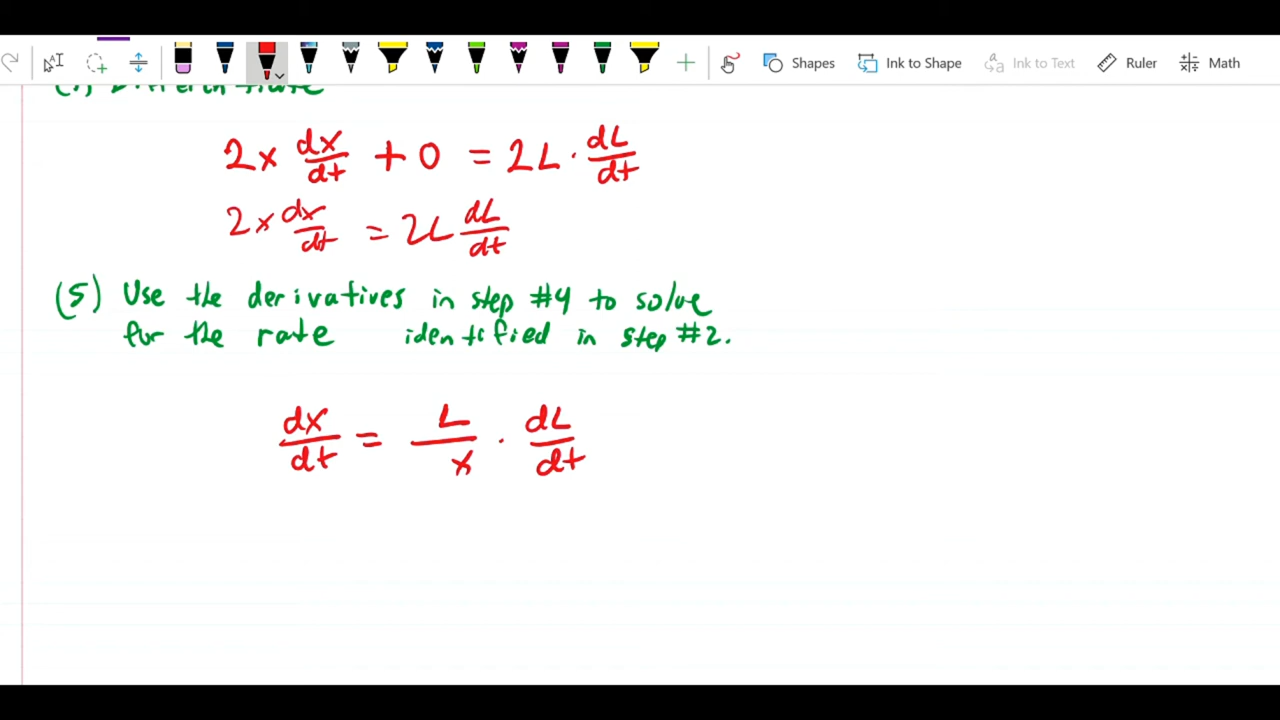 Shapes Ink to Shape Ink to Text Ruler Math
2x dx/dt + 0 = 2L · dL/dt
2x dx/dt = 2L dL/dt
(5) Use the derivatives in step #4 to solve
for the rate identified in step #2.
dx/dt = L/x · dL/dt